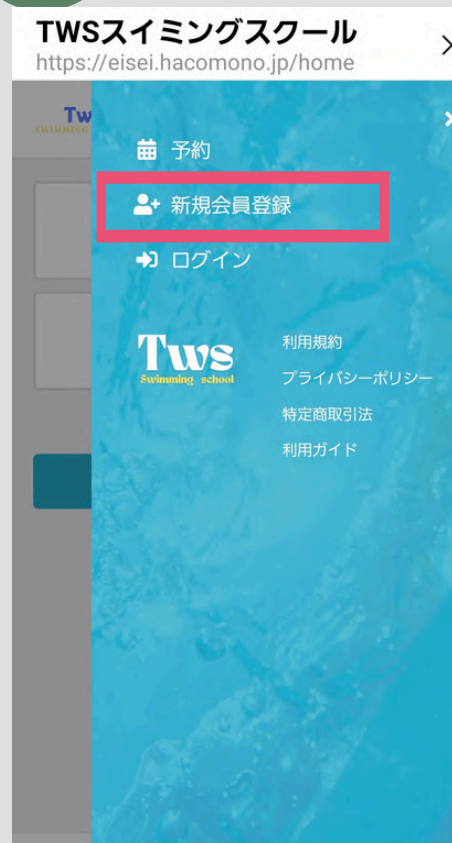 TWSスイミングスクール
https://eisei.hacomono.jp/home
Tw
SWIMMING
予約
新規会員登録
ログイン
Tws
Swimming school
利用規約
プライバシーポリシー
特定商取引法
利用ガイド